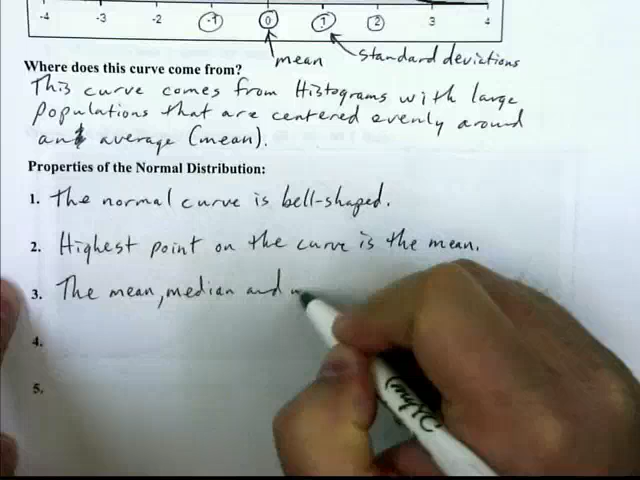 -4 -3 -2 -1 0 1 2 3 4
mean standard deviations
Where does this curve come from?
This curve comes from Histograms with large
populations that are centered evenly around
an average (mean).
Properties of the Normal Distribution:
1. The normal curve is bell-shaped.
2. Highest point on the curve is the mean.
3. The mean, median and
4.
5.